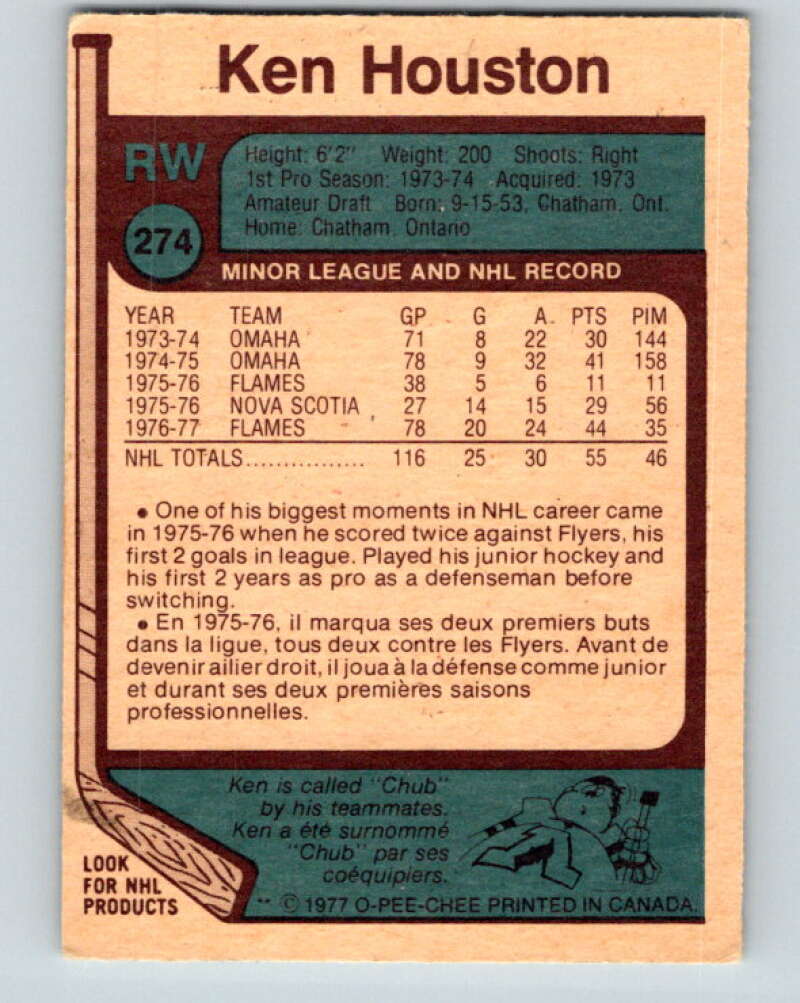 Ken Houston
RW
Height: 6'2" Weight: 200 Shoots: Right
1st Pro Season: 1973-74 Acquired: 1973
Amateur Draft Born: 9-15-53, Chatham, Ont.
Home: Chatham, Ontario
274
MINOR LEAGUE AND NHL RECORD
YEAR TEAM GP G A PTS PIM
1973-74 OMAHA 71 8 22 30 144
1974-75 OMAHA 78 9 32 41 158
1975-76 FLAMES 38 5 6 11 11
1975-76 NOVA SCOTIA 27 14 15 29 56
1976-77 FLAMES 78 20 24 44 35
NHL TOTALS................ 116 25 30 55 46
• One of his biggest moments in NHL career came
in 1975-76 when he scored twice against Flyers, his
first 2 goals in league. Played his junior hockey and
his first 2 years as pro as a defenseman before
switching.
• En 1975-76, il marqua ses deux premiers buts
dans la ligue, tous deux contre les Flyers. Avant de
devenir ailier droit, il joua à la défense comme junior
et durant ses deux premières saisons
professionnelles.
Ken is called "Chub"
by his teammates.
Ken a été surnommé
"Chub" par ses
coéquipiers.
LOOK
FOR NHL
PRODUCTS
** © 1977 O-PEE-CHEE PRINTED IN CANADA.